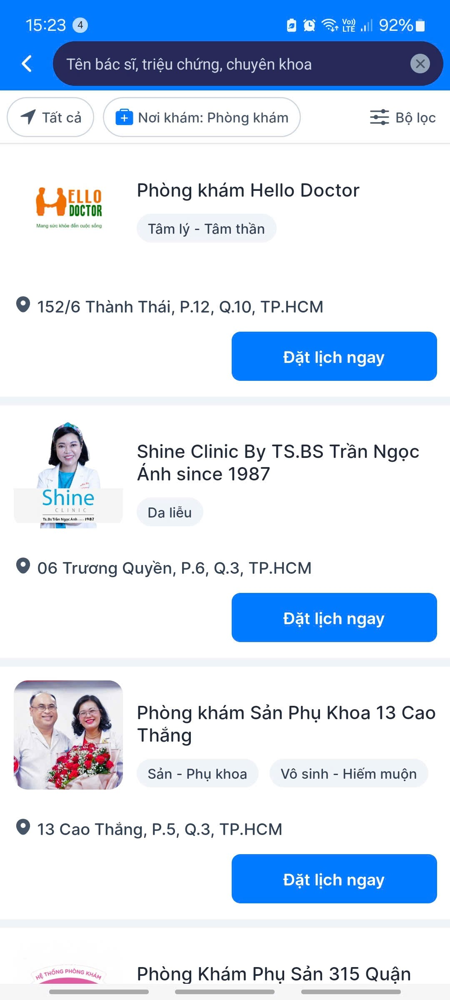 15:23 4 Vo)) LTE 92%
Tên bác sĩ, triệu chứng, chuyên khoa
Tất cả
Nơi khám: Phòng khám
Bộ lọc
HELLO DOCTOR
Mang sức khỏe đến cuộc sống
Phòng khám Hello Doctor
Tâm lý - Tâm thần
152/6 Thành Thái, P.12, Q.10, TP.HCM
Đặt lịch ngay
Shine
CLINIC
Ts.Bs Trần Ngọc Ánh since 1987
Shine Clinic By TS.BS Trần Ngọc
Ánh since 1987
Da liễu
06 Trương Quyền, P.6, Q.3, TP.HCM
Đặt lịch ngay
Phòng khám Sản Phụ Khoa 13 Cao
Thắng
Sản - Phụ khoa
Vô sinh - Hiếm muộn
13 Cao Thắng, P.5, Q.3, TP.HCM
Đặt lịch ngay
HỆ THỐNG PHÒNG KHÁM
Phòng Khám Phụ Sản 315 Quận